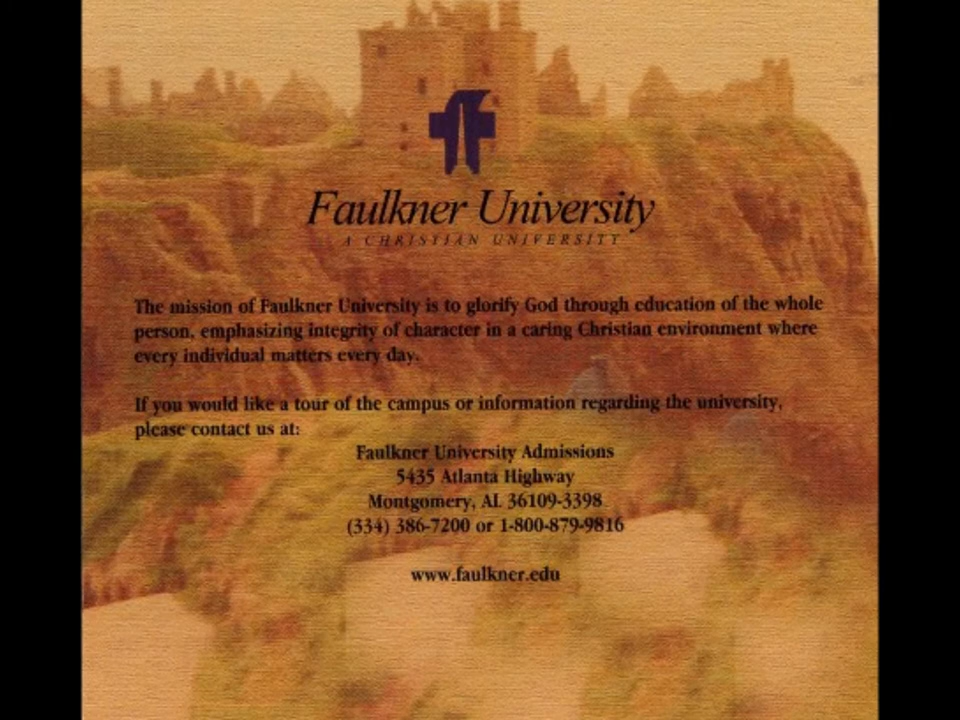 Faulkner University
A CHRISTIAN UNIVERSITY
The mission of Faulkner University is to glorify God through education of the whole
person, emphasizing integrity of character in a caring Christian environment where
every individual matters every day.
If you would like a tour of the campus or information regarding the university,
please contact us at:
Faulkner University Admissions
5435 Atlanta Highway
Montgomery, AL 36109-3398
(334) 386-7200 or 1-800-879-9816
www.faulkner.edu